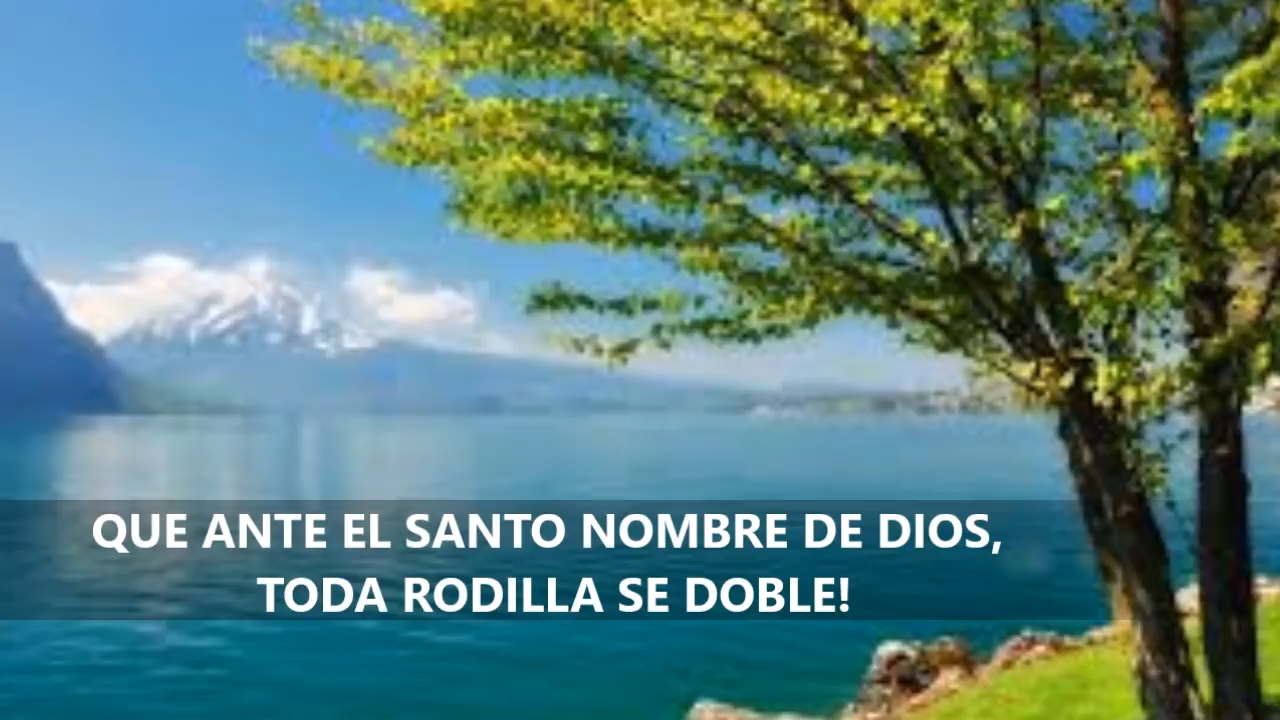 QUE ANTE EL SANTO NOMBRE DE DIOS,
TODA RODILLA SE DOBLE!